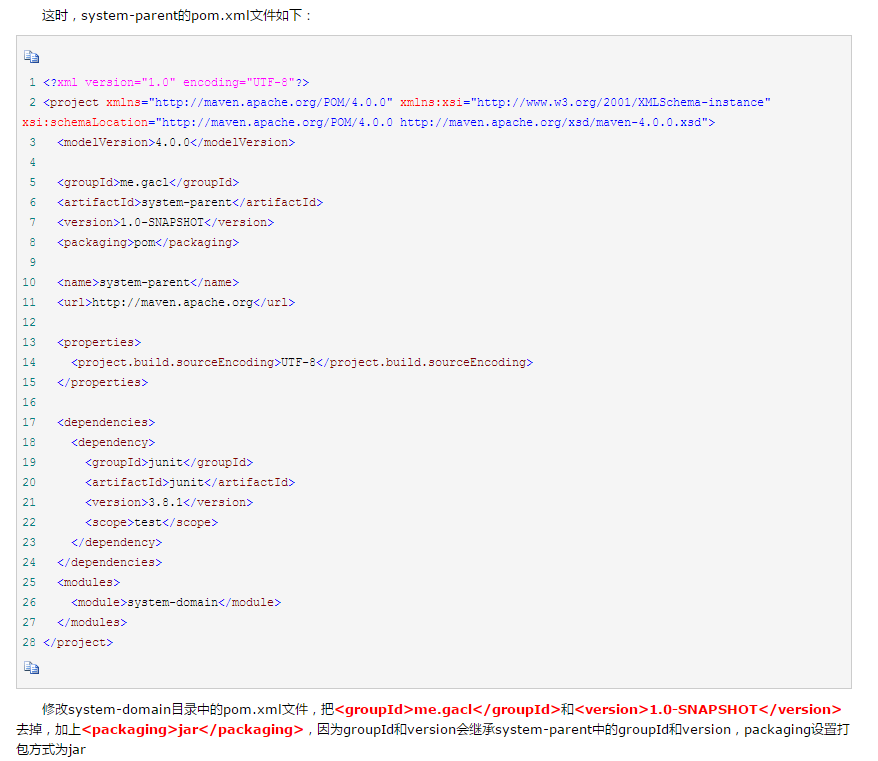 这时，system-parent的pom.xml文件如下：
1 <?xml version="1.0" encoding="UTF-8"?>
2 <project xmlns="http://maven.apache.org/POM/4.0.0" xmlns:xsi="http://www.w3.org/2001/XMLSchema-instance"
xsi:schemaLocation="http://maven.apache.org/POM/4.0.0 http://maven.apache.org/xsd/maven-4.0.0.xsd">
3   <modelVersion>4.0.0</modelVersion>
4
5   <groupId>me.gacl</groupId>
6   <artifactId>system-parent</artifactId>
7   <version>1.0-SNAPSHOT</version>
8   <packaging>pom</packaging>
9
10   <name>system-parent</name>
11   <url>http://maven.apache.org</url>
12
13   <properties>
14     <project.build.sourceEncoding>UTF-8</project.build.sourceEncoding>
15   </properties>
16
17   <dependencies>
18     <dependency>
19       <groupId>junit</groupId>
20       <artifactId>junit</artifactId>
21       <version>3.8.1</version>
22       <scope>test</scope>
23     </dependency>
24   </dependencies>
25   <modules>
26     <module>system-domain</module>
27   </modules>
28 </project>
修改system-domain目录中的pom.xml文件，把<groupId>me.gacl</groupId>和<version>1.0-SNAPSHOT</version>
去掉，加上<packaging>jar</packaging>，因为groupId和version会继承system-parent中的groupId和version，packaging设置打
包方式为jar